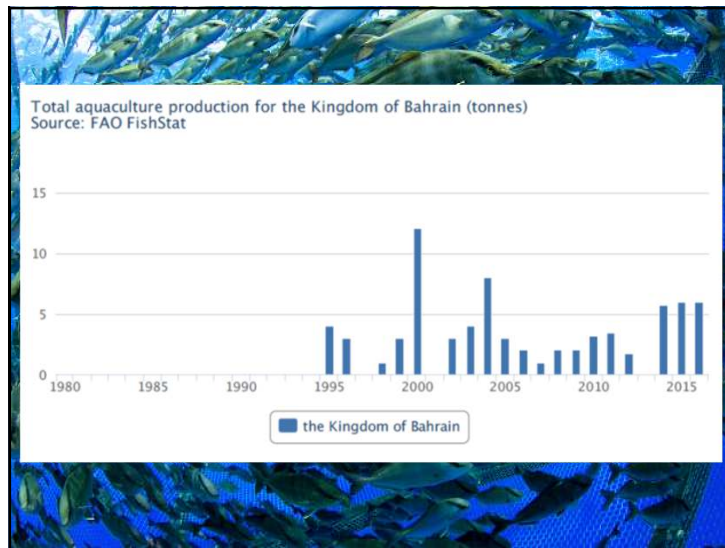 Total aquaculture production for the Kingdom of Bahrain (tonnes)
Source: FAO FishStat
15
10
5
0
1980 1985 1990 1995 2000 2005 2010 2015
the Kingdom of Bahrain